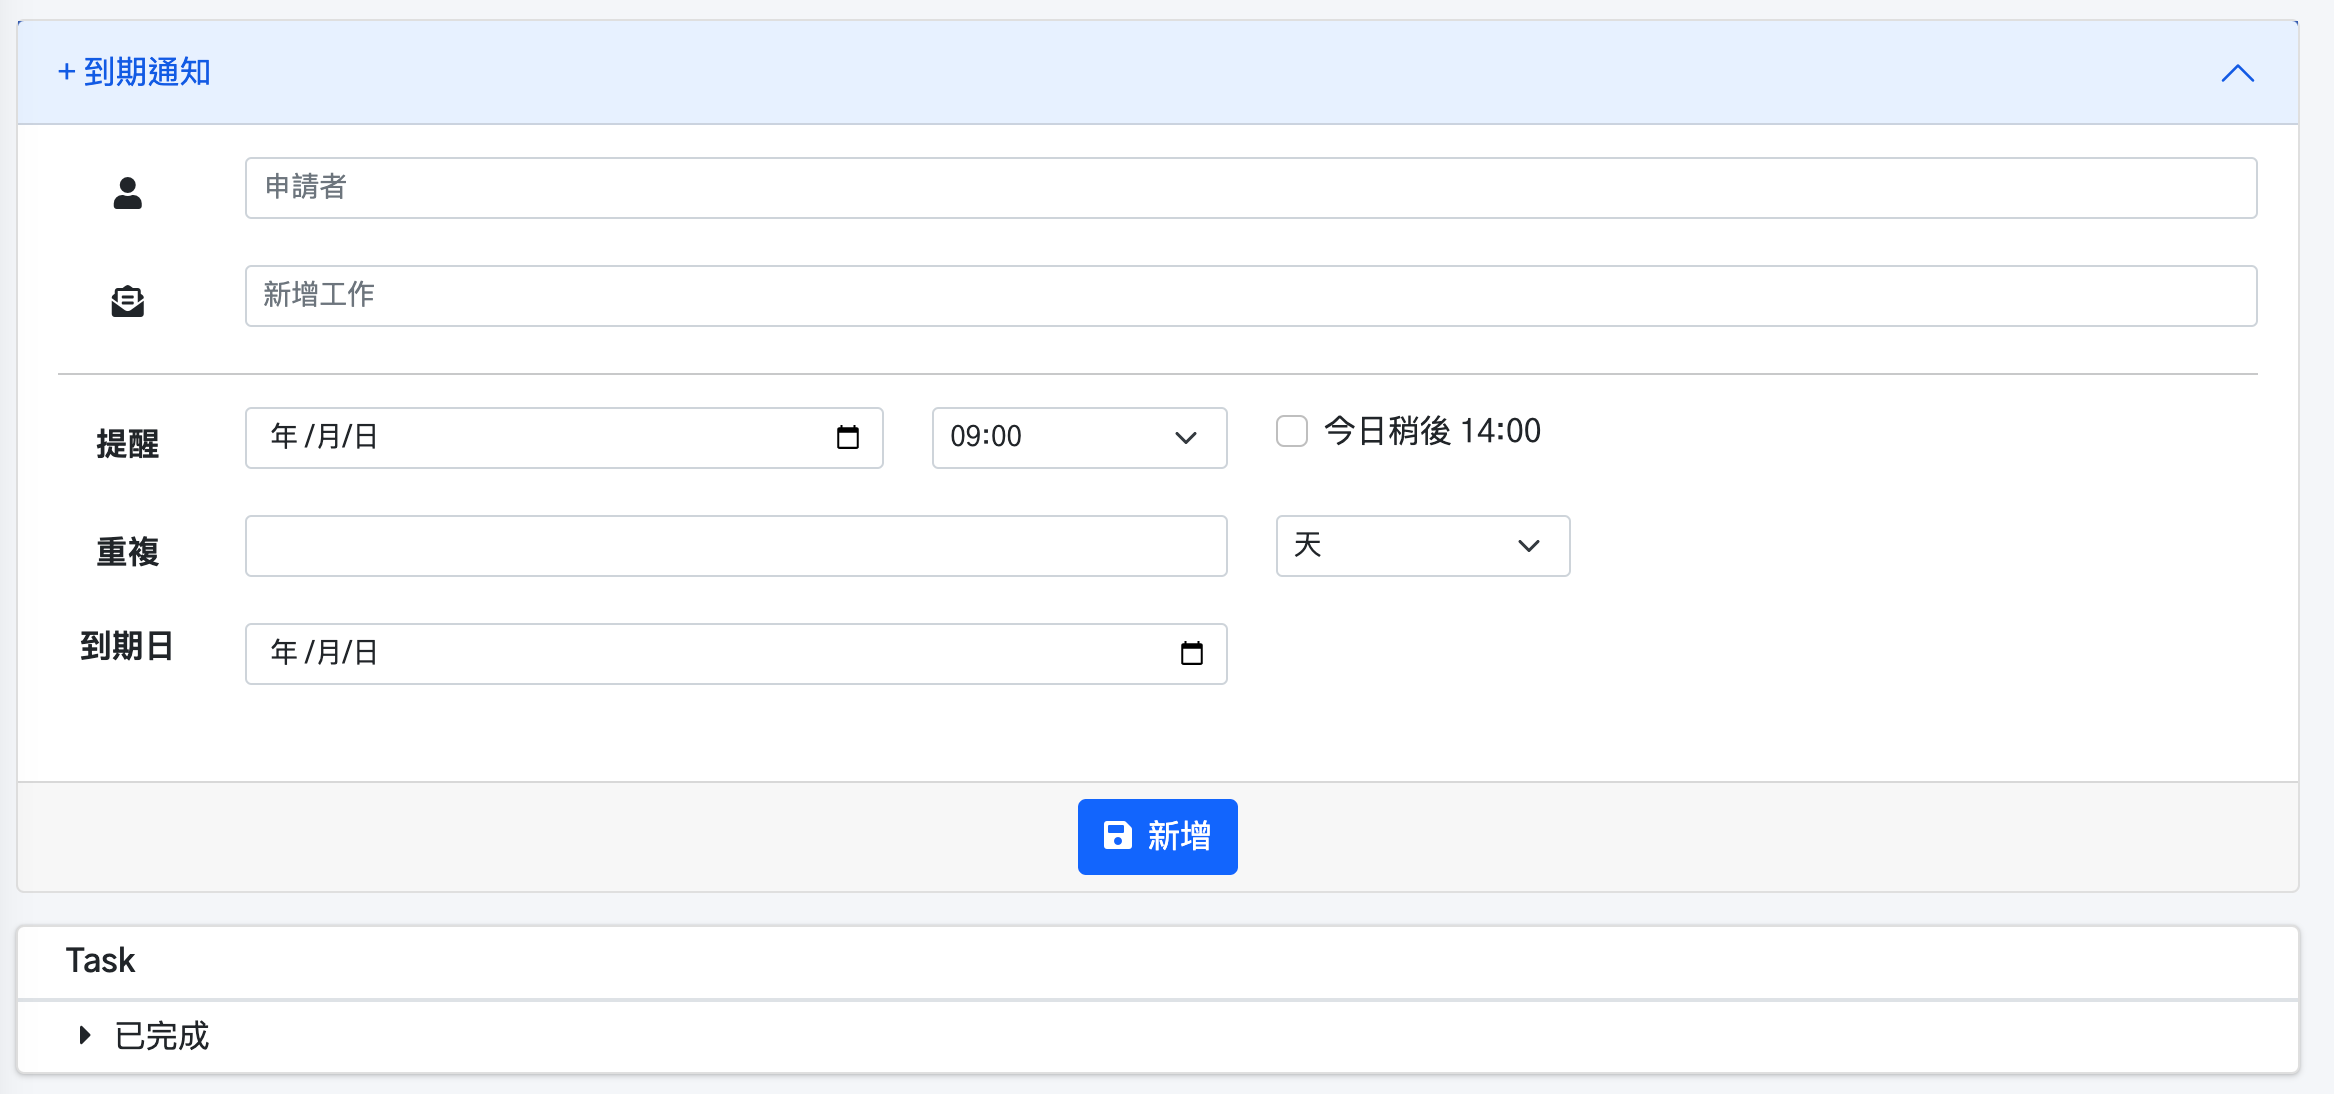 + 到期通知
申請者
新增工作
提醒 年 /月/日 09:00 今日稍後 14:00
重複 天
到期日 年 /月/日
新增
Task
已完成